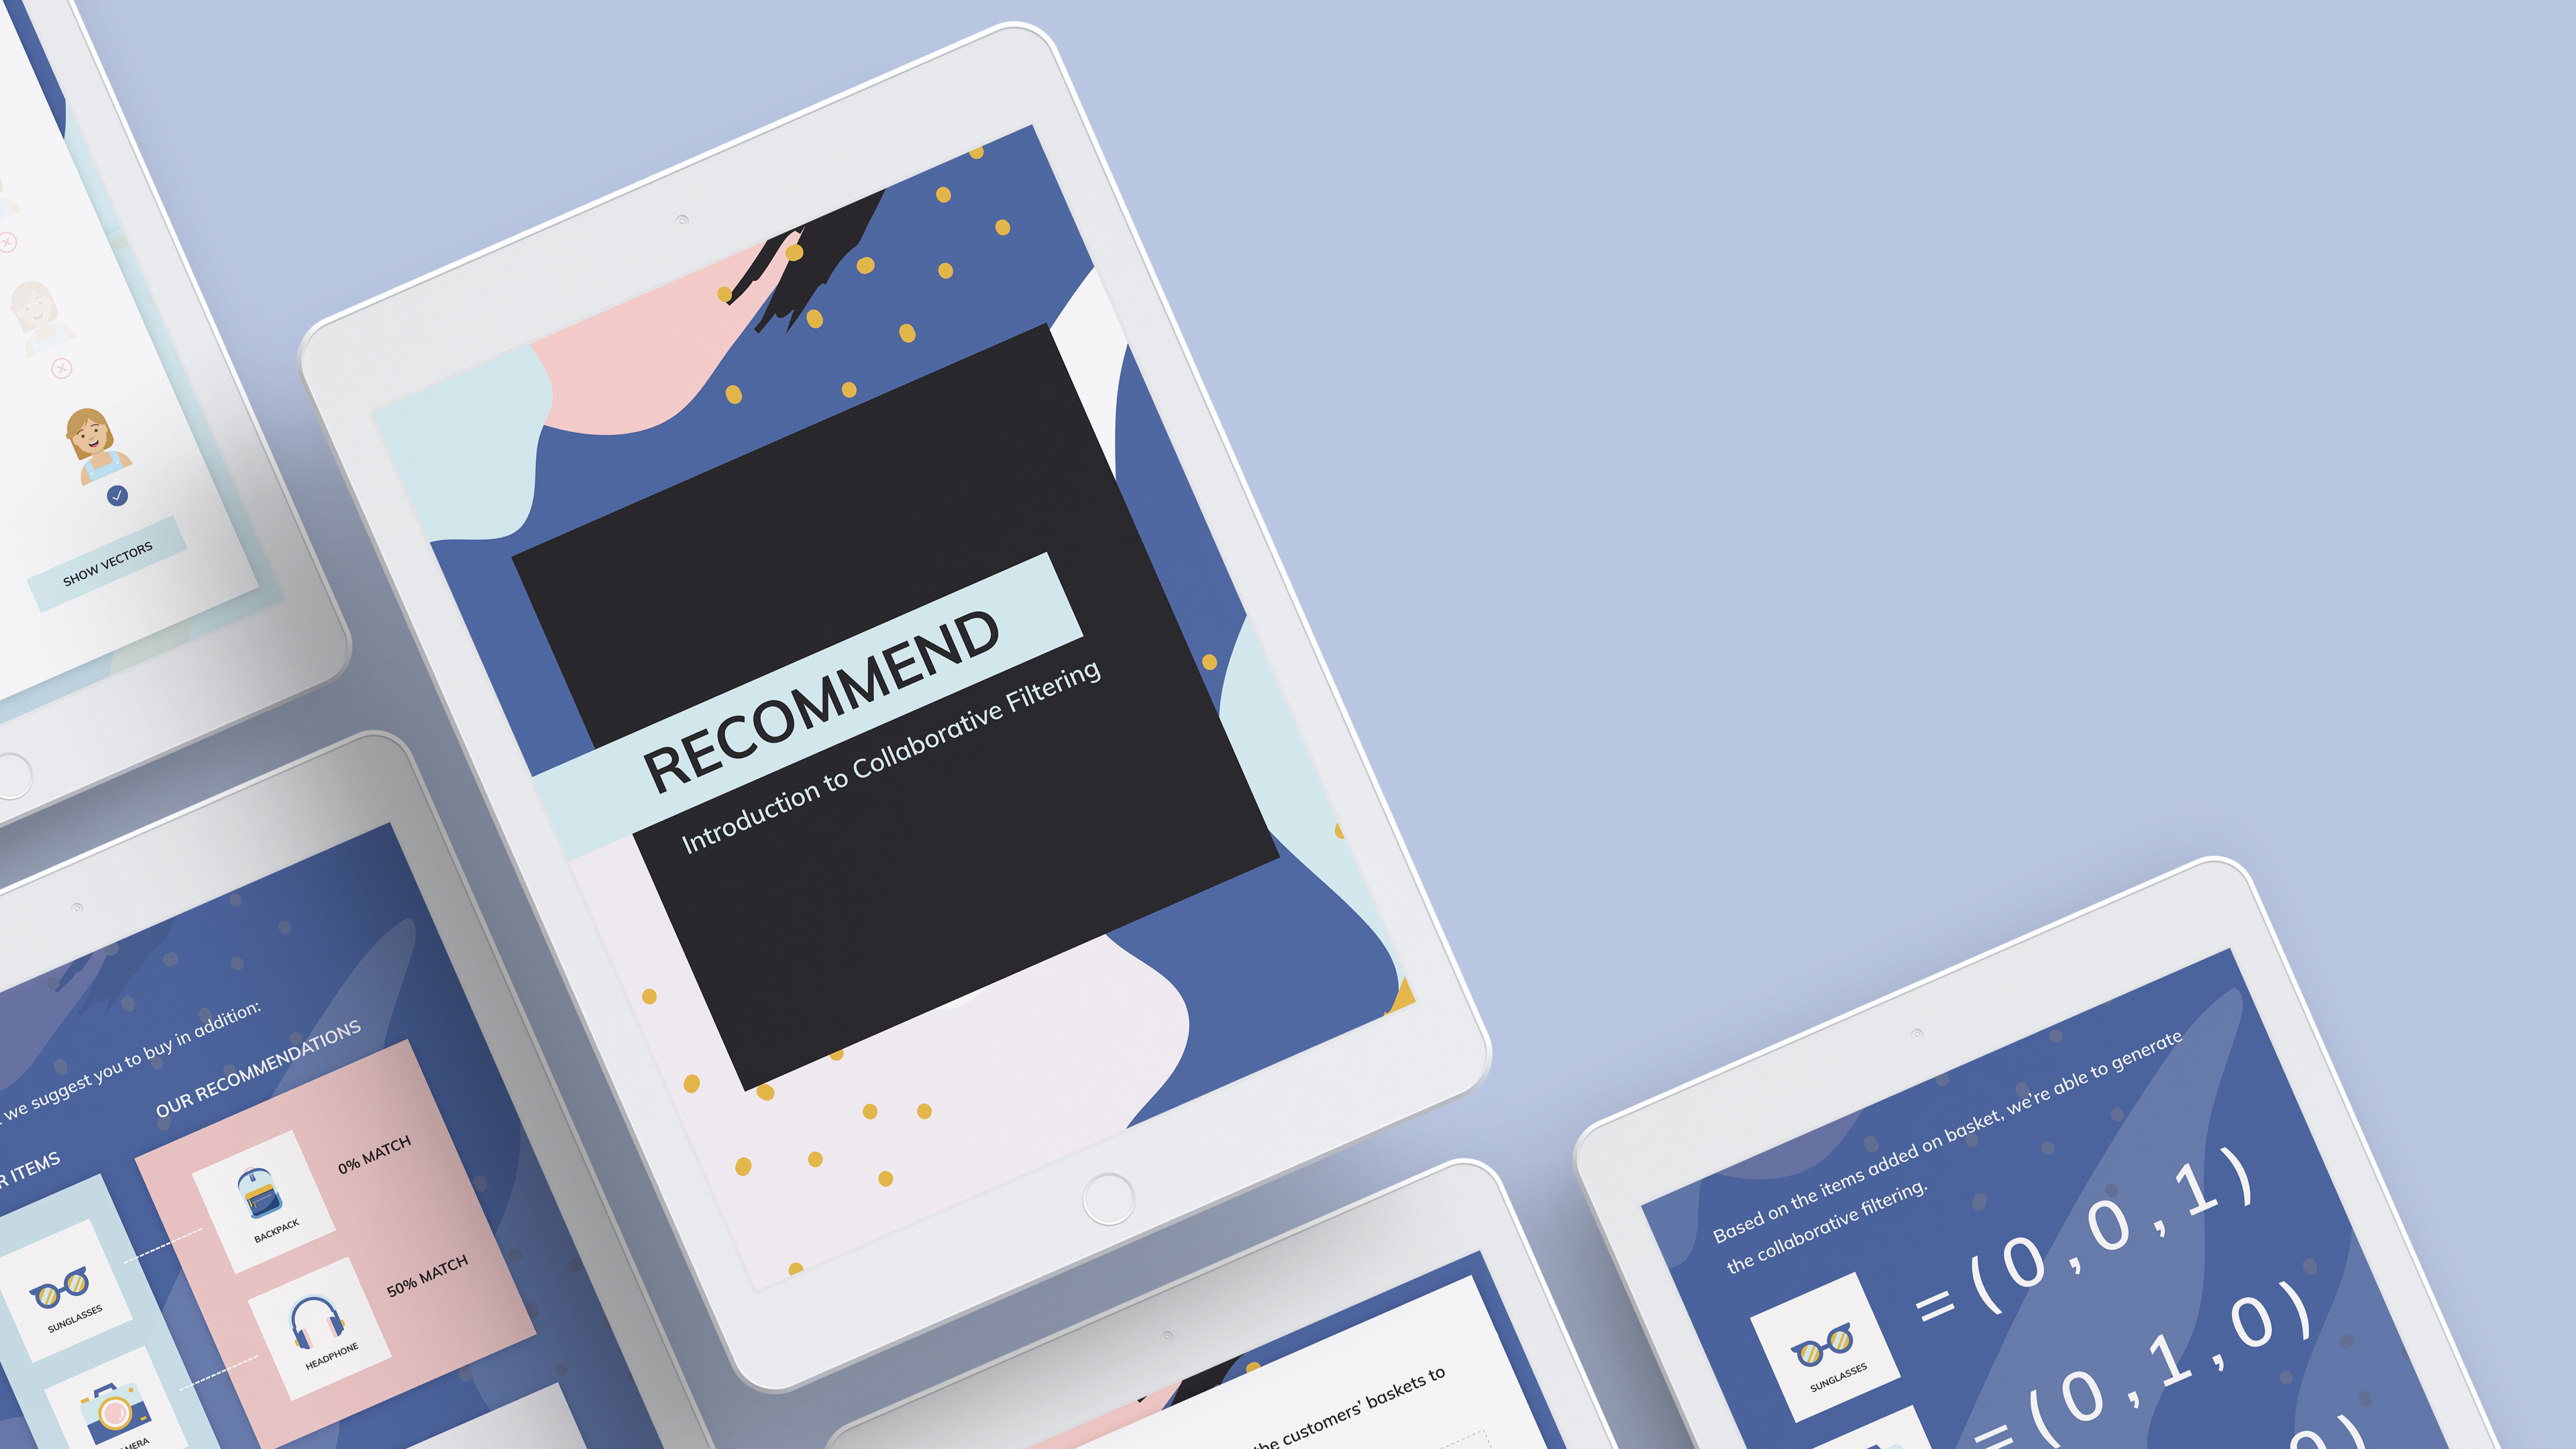 SHOW VECTORS
RECOMMEND
Introduction to Collaborative Filtering
we suggest you to buy in addition:
OUR RECOMMENDATIONS
ITEMS
BACKPACK
0% MATCH
SUNGLASSES
HEADPHONE
50% MATCH
the customers' baskets to
Based on the items added on basket, we're able to generate
the collaborative filtering.
SUNGLASSES
= ( 0 , 0 , 1 )
= ( 0 , 1 , 0 )
0 )